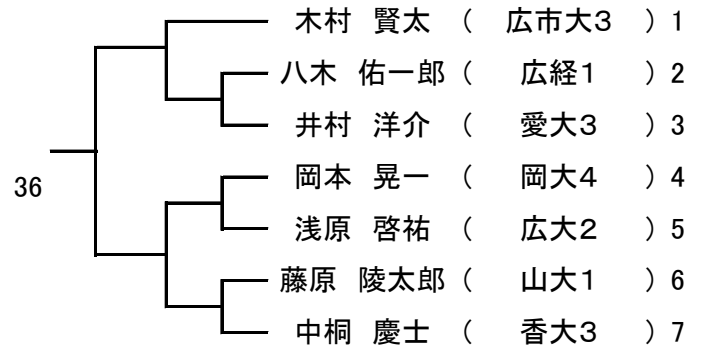 木村 賢太 ( 広市大3 ) 1
八木 佑一郎 ( 広経1 ) 2
井村 洋介 ( 愛大3 ) 3
36
岡本 晃一 ( 岡大4 ) 4
浅原 啓祐 ( 広大2 ) 5
藤原 陵太郎 ( 山大1 ) 6
中桐 慶士 ( 香大3 ) 7